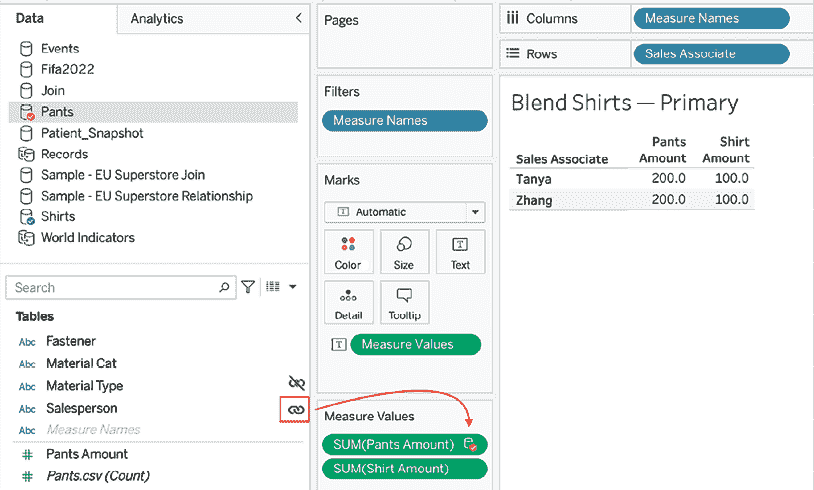 Data
Analytics
Events
Fifa2022
Join
Pants
Patient_Snapshot
Records
Sample - EU Superstore Join
Sample - EU Superstore Relationship
Shirts
World Indicators
Search
Tables
Abc Fastener
Abc Material Cat
Abc Material Type
Abc Salesperson
Abc Measure Names
# Pants Amount
# Pants.csv (Count)
Pages
Filters
Measure Names
Marks
T Automatic
Color Size Text
Detail Tooltip
T Measure Values
Measure Values
SUM(Pants Amount)
SUM(Shirt Amount)
Columns Measure Names
Rows Sales Associate
Blend Shirts — Primary
Pants Shirt
Sales Associate Amount Amount
Tanya 200.0 100.0
Zhang 200.0 100.0